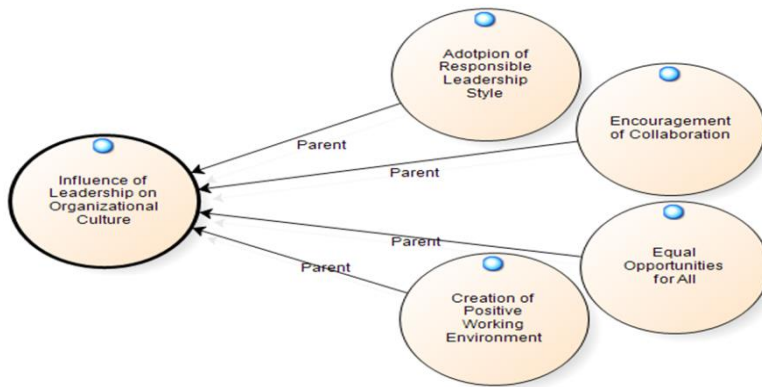 Adotpion of
Responsible
Leadership
Style
Encouragement
of Collaboration
Parent
Parent
Influence of
Leadership on
Organizational
Culture
Parent
Parent
Equal
Opportunities
for All
Creation of
Positive
Working
Environment